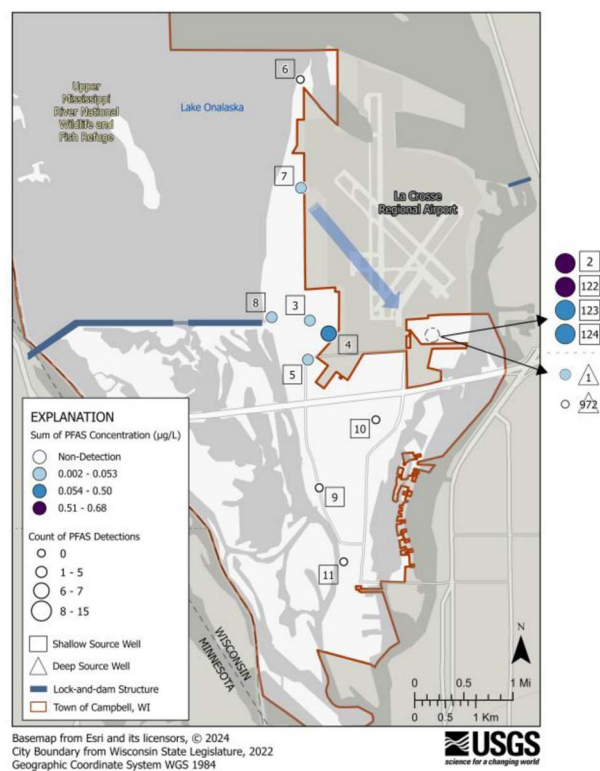 6
Upper
Mississippi
River National
Wildlife and
Fish Refuge
Lake Onalaska
7
La Crosse
Regional Airport
2
122
123
124
8
3
4
5
1
972
10
9
11
EXPLANATION
Sum of PFAS Concentration (µg/L)
Non-Detection
0.002 - 0.053
0.054 - 0.50
0.51 - 0.68
Count of PFAS Detections
0
1 - 5
6 - 7
8 - 15
Shallow Source Well
Deep Source Well
Lock-and-dam Structure
Town of Campbell, WI
WISCONSIN
MINNESOTA
N
0 0.5 1 Mi
0 0.5 1 Km
Basemap from Esri and its licensors, © 2024
City Boundary from Wisconsin State Legislature, 2022
Geographic Coordinate System WGS 1984
USGS
science for a changing world